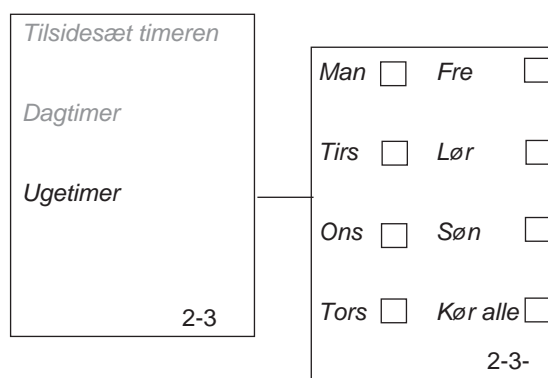 Tilsidesæt timeren
Dagtimer
Ugetimer
2-3
Man Fre
Tirs Lør
Ons Søn
Tors Kør alle
2-3-